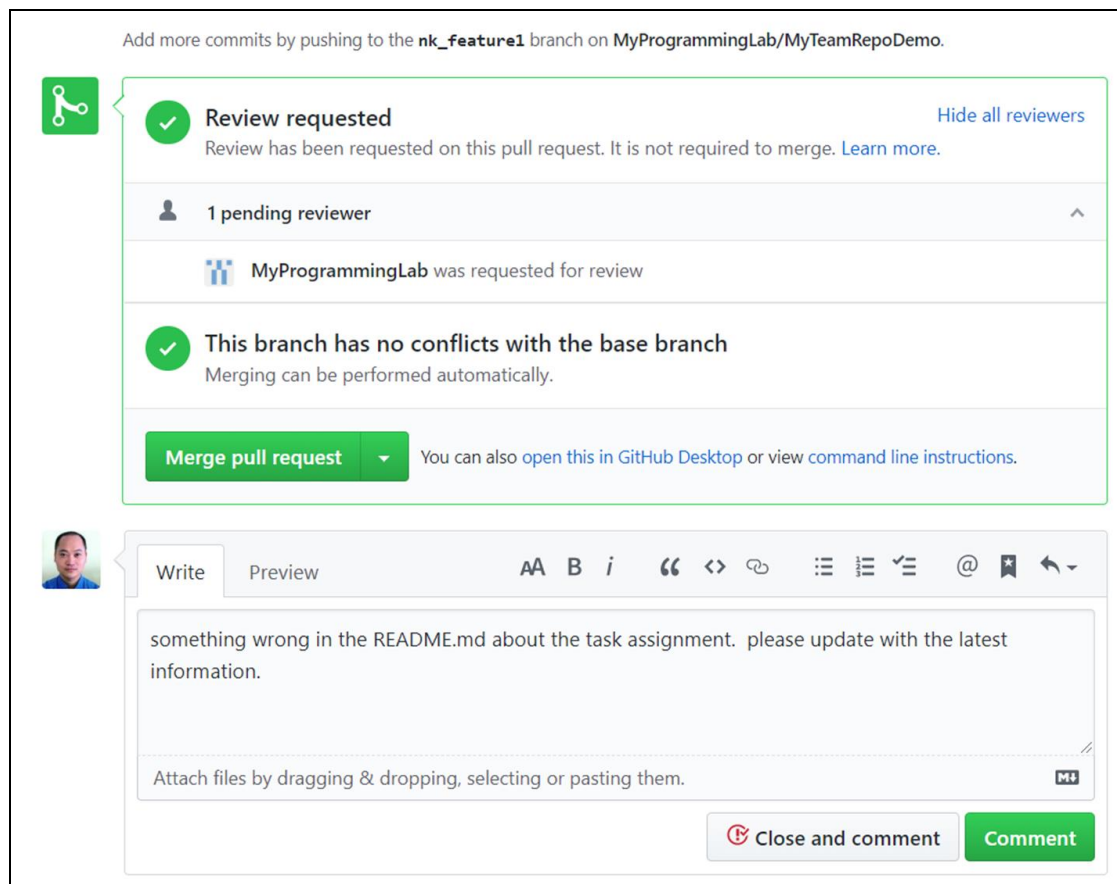 Add more commits by pushing to the nk_feature1 branch on MyProgrammingLab/MyTeamRepoDemo.
Review requested
Hide all reviewers
Review has been requested on this pull request. It is not required to merge. Learn more.
1 pending reviewer
MyProgrammingLab was requested for review
This branch has no conflicts with the base branch
Merging can be performed automatically.
Merge pull request
You can also open this in GitHub Desktop or view command line instructions.
Write Preview AA B i
something wrong in the README.md about the task assignment.  please update with the latest
information.
Attach files by dragging & dropping, selecting or pasting them.
Close and comment Comment